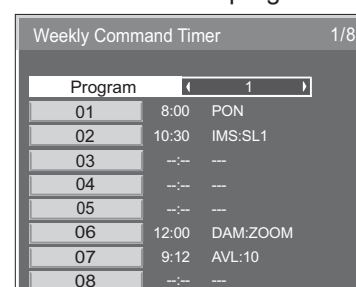 Weekly Command Timer 1/8
Program 1
01 8:00 PON
02 10:30 IMS:SL1
03 --:-- ---
04 --:-- ---
05 --:-- ---
06 12:00 DAM:ZOOM
07 9:12 AVL:10
08 --:-- ---